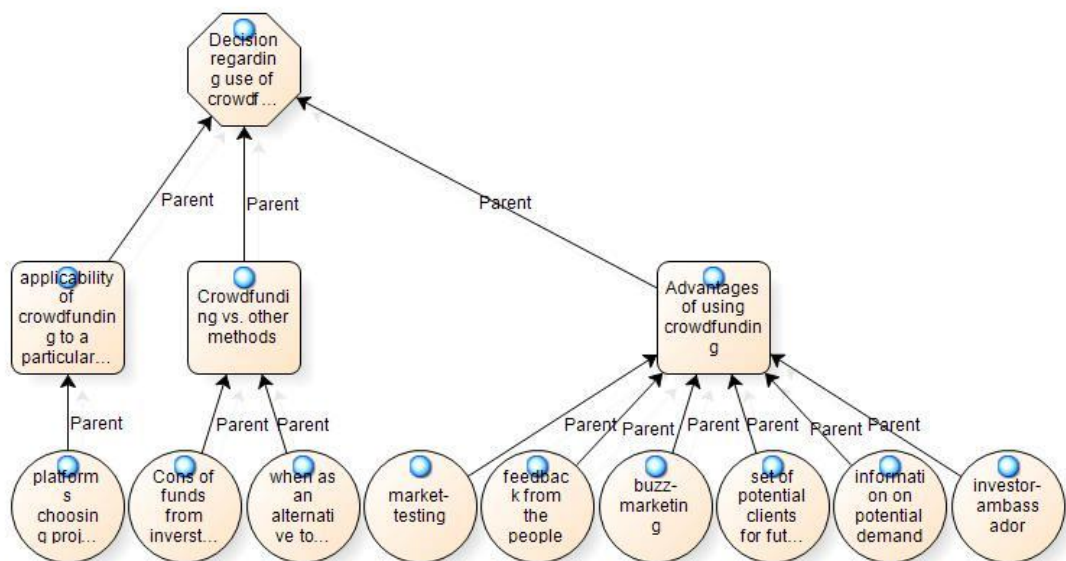 Decision
regardin
g use of
crowdf...
Parent
Parent
Parent
applicability
of
crowdfundin
g to a
particular...
Crowdfundi
ng vs. other
methods
Advantages
of using
crowdfundin
g
Parent
Parent
Parent
Parent
Parent
Parent
Parent
Parent
Parent
platform
s
choosin
g proj...
Cons of
funds
from
inverst...
when as
an
alternati
ve to...
market-
testing
feedbac
k from
the
people
buzz-
marketin
g
set of
potential
clients
for fut...
informati
on on
potential
demand
investor-
ambass
ador